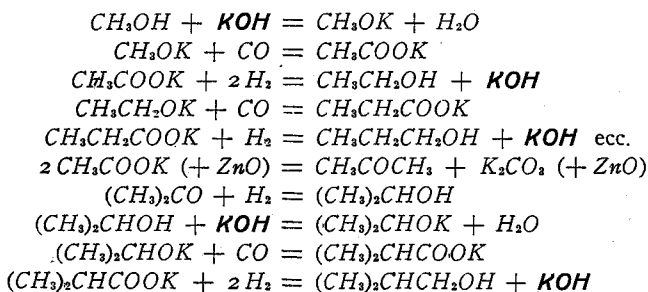 CH₃OH + KOH = CH₃OK + H₂O
CH₃OK + CO = CH₃COOK
CH₃COOK + 2 H₂ = CH₃CH₂OH + KOH
CH₃CH₂OK + CO = CH₃CH₂COOK
CH₃CH₂COOK + H₂ = CH₃CH₂CH₂OH + KOH ecc.
2 CH₃COOK (+ ZnO) = CH₃COCH₃ + K₂CO₃ (+ ZnO)
(CH₃)₂CO + H₂ = (CH₃)₂CHOH
(CH₃)₂CHOH + KOH = (CH₃)₂CHOK + H₂O
(CH₃)₂CHOK + CO = (CH₃)₂CHCOOK
(CH₃)₂CHCOOK + 2 H₂ = (CH₃)₂CHCH₂OH + KOH